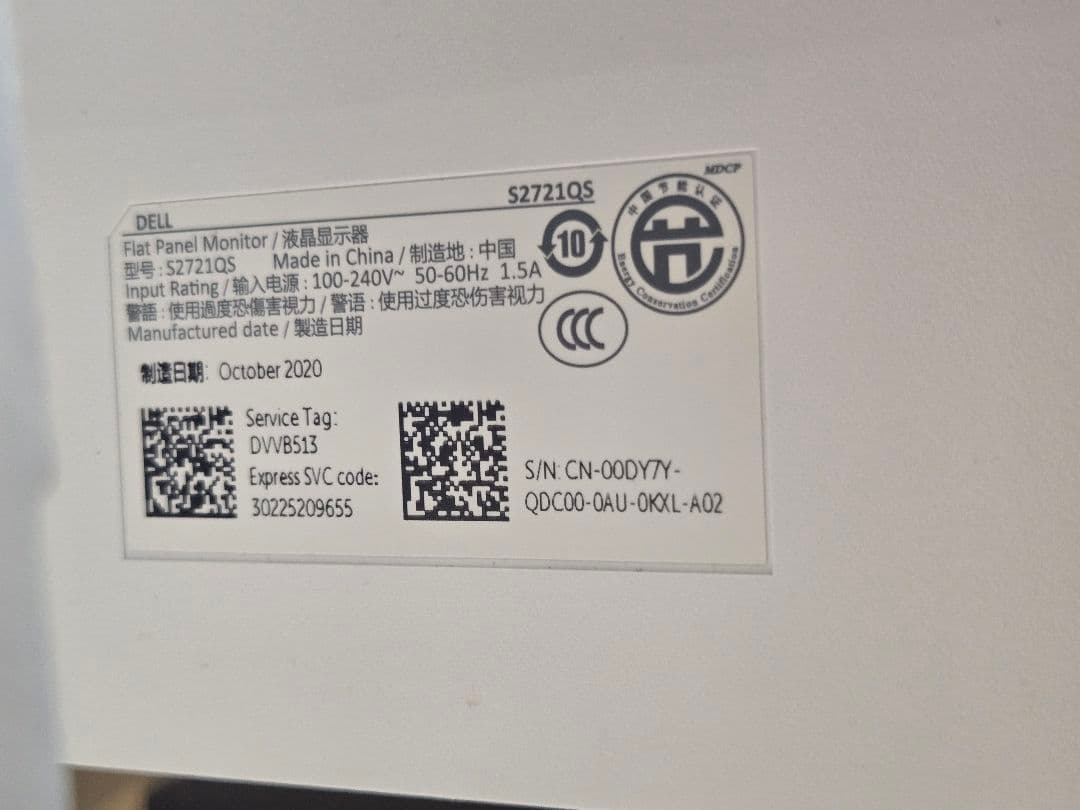 MDCP
S2721QS
DELL
Flat Panel Monitor / 液晶显示器
型号 : S2721QS Made in China / 制造地 : 中国
Input Rating / 输入电源 : 100-240V~ 50-60Hz 1.5A
警語 : 使用過度恐傷害視力 / 警语 : 使用过度恐伤害视力
Manufactured date / 製造日期
10
中国节能认证
Energy Conservation Certification
CCC
制造日期: October 2020
Service Tag:
DVVB513
Express SVC code:
30225209655
S/N: CN-00DY7Y-
QDC00-0AU-0KXL-A02